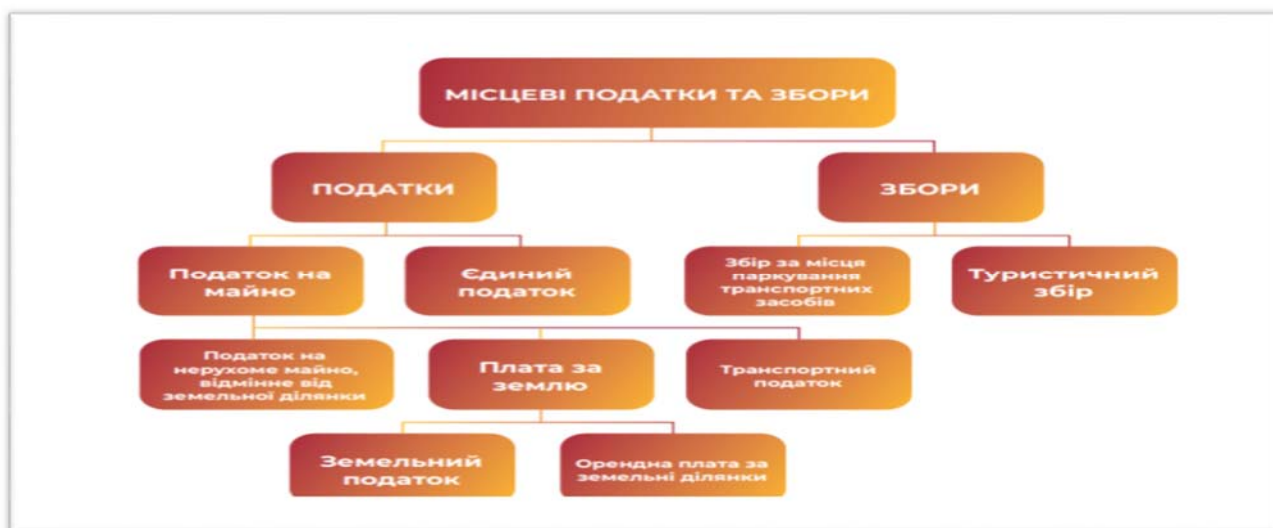 МІСЦЕВІ ПОДАТКИ ТА ЗБОРИ
ПОДАТКИ
ЗБОРИ
Податок на
майно
Єдиний
податок
Збір за місця
паркування
транспортних
засобів
Туристичний
збір
Податок на
нерухоме майно,
відмінне від
земельної ділянки
Плата за
землю
Транспортний
податок
Земельний
податок
Орендна плата за
земельні ділянки